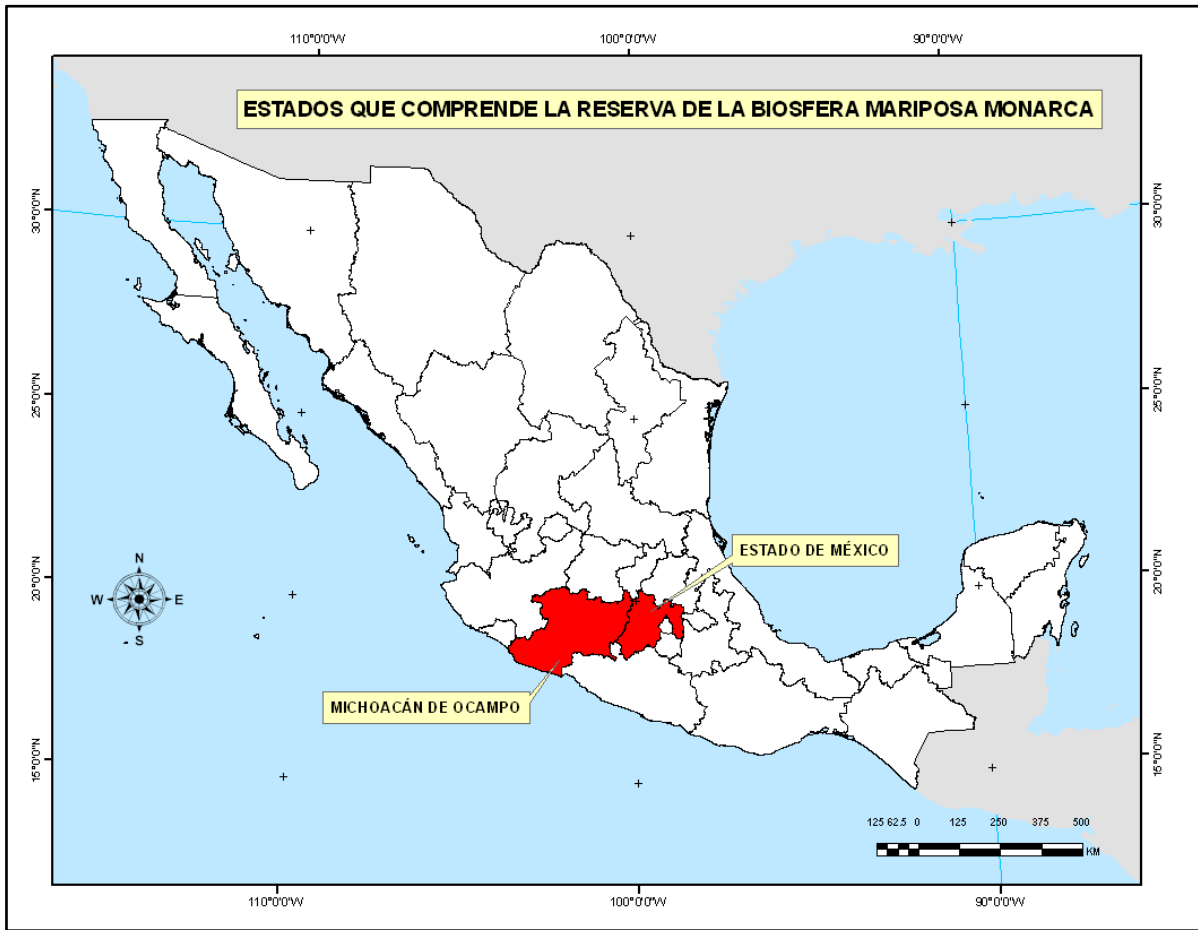 110°0'0"W 100°0'0"W 90°0'0"W
ESTADOS QUE COMPRENDE LA RESERVA DE LA BIOSFERA MARIPOSA MONARCA
30°0'0"N 30°0'0"N
25°0'0"N 25°0'0"N
ESTADO DE MÉXICO
20°0'0"N 20°0'0"N
N
W E
S
MICHOACÁN DE OCAMPO
15°0'0"N 15°0'0"N
125 62.5 0 125 250 375 500
KM
110°0'0"W 100°0'0"W 90°0'0"W